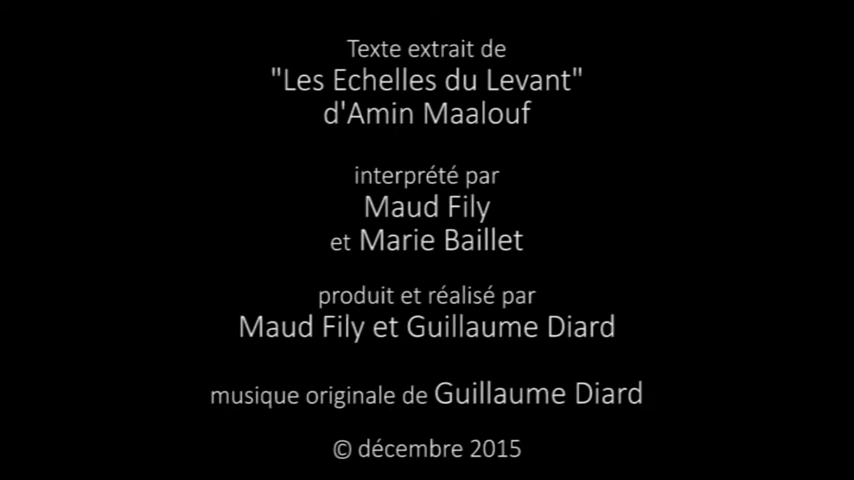 Texte extrait de
"Les Echelles du Levant"
d'Amin Maalouf
interprété par
Maud Fily
et Marie Baillet
produit et réalisé par
Maud Fily et Guillaume Diard
musique originale de Guillaume Diard
© décembre 2015